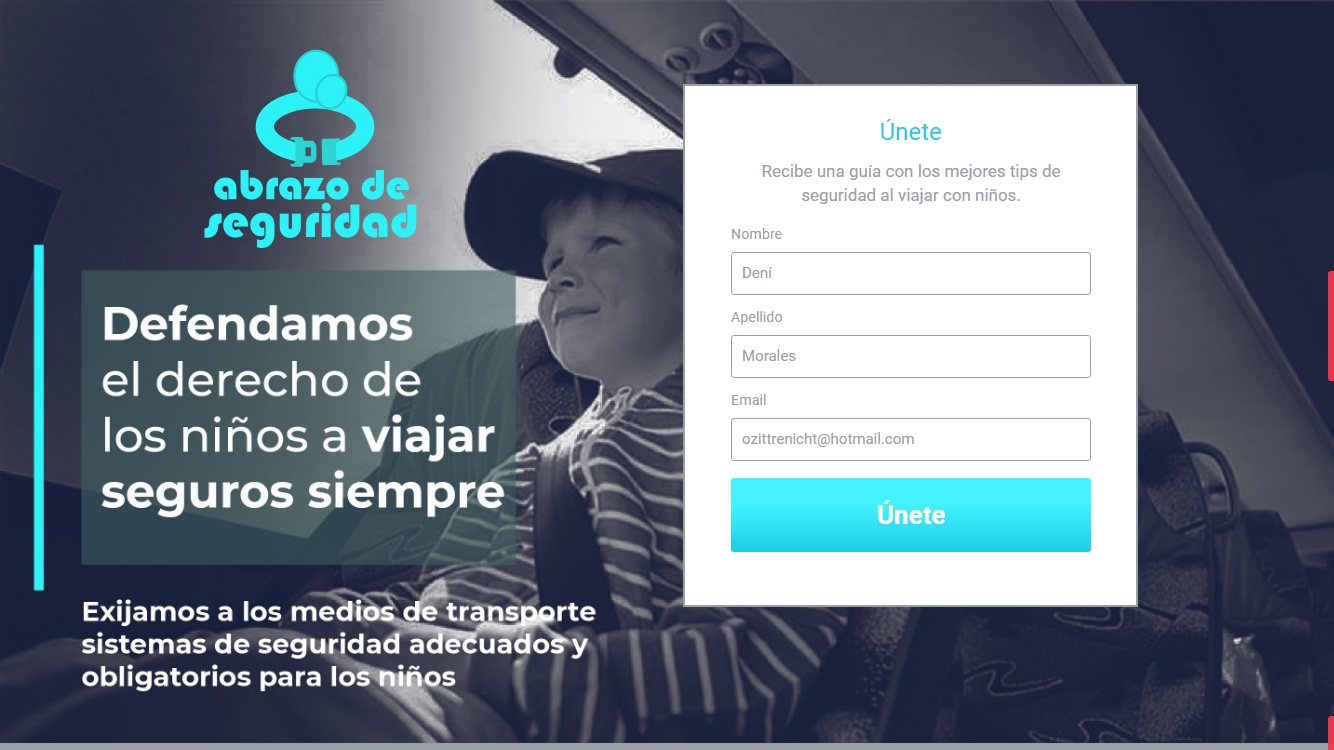 abrazo de
seguridad
Defendamos
el derecho de
los niños a viajar
seguros siempre
Exijamos a los medios de transporte
sistemas de seguridad adecuados y
obligatorios para los niños
Únete
Recibe una guía con los mejores tips de
seguridad al viajar con niños.
Nombre
Dení
Apellido
Morales
Email
ozittrenicht@hotmail.com
Únete